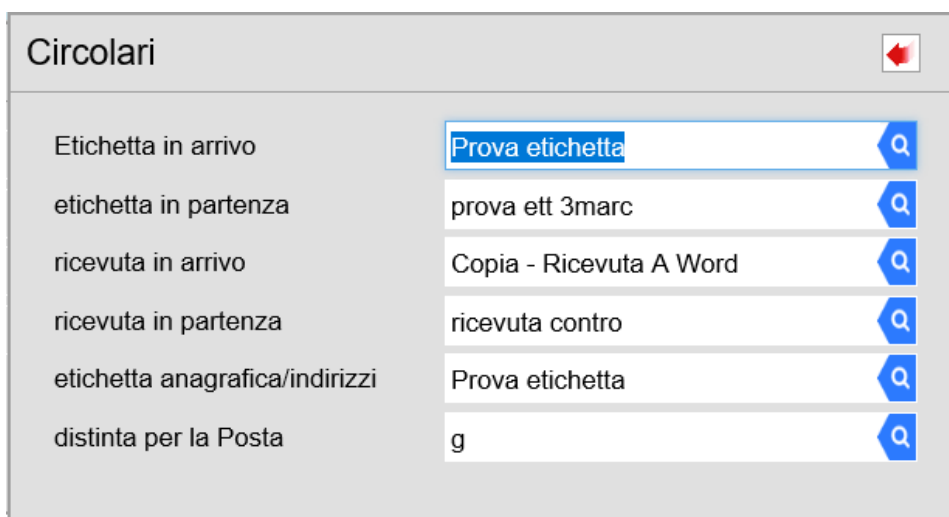 Circolari
Etichetta in arrivo Prova etichetta
etichetta in partenza prova ett 3marc
ricevuta in arrivo Copia - Ricevuta A Word
ricevuta in partenza ricevuta contro
etichetta anagrafica/indirizzi Prova etichetta
distinta per la Posta g